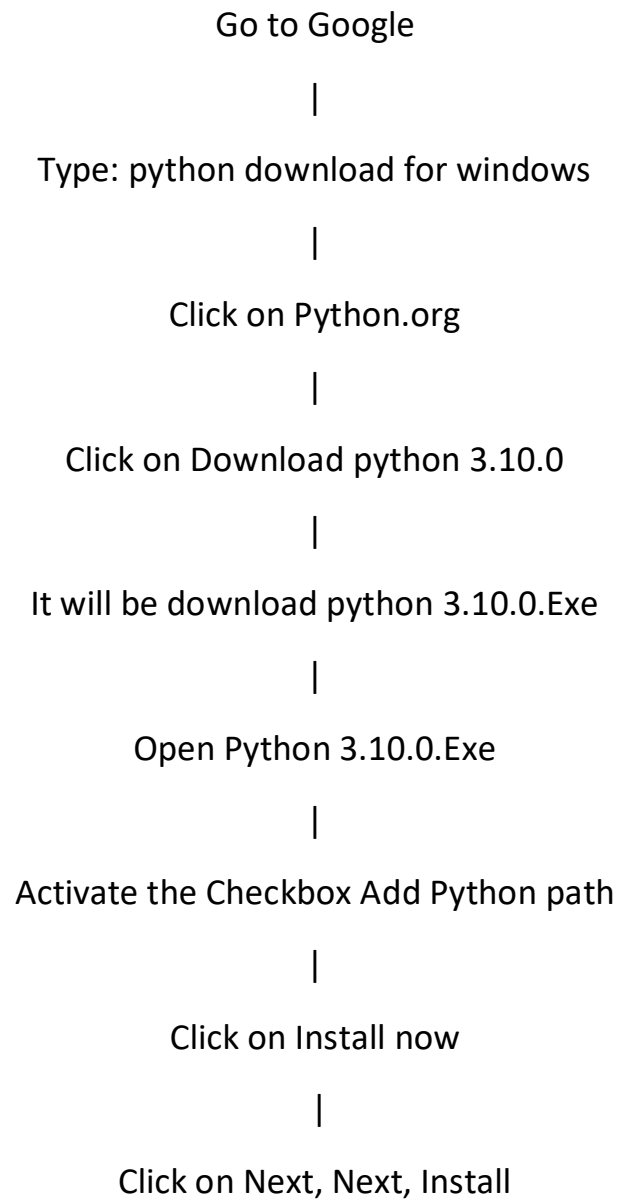 Go to Google
|
Type: python download for windows
|
Click on Python.org
|
Click on Download python 3.10.0
|
It will be download python 3.10.0.Exe
|
Open Python 3.10.0.Exe
|
Activate the Checkbox Add Python path
|
Click on Install now
|
Click on Next, Next, Install